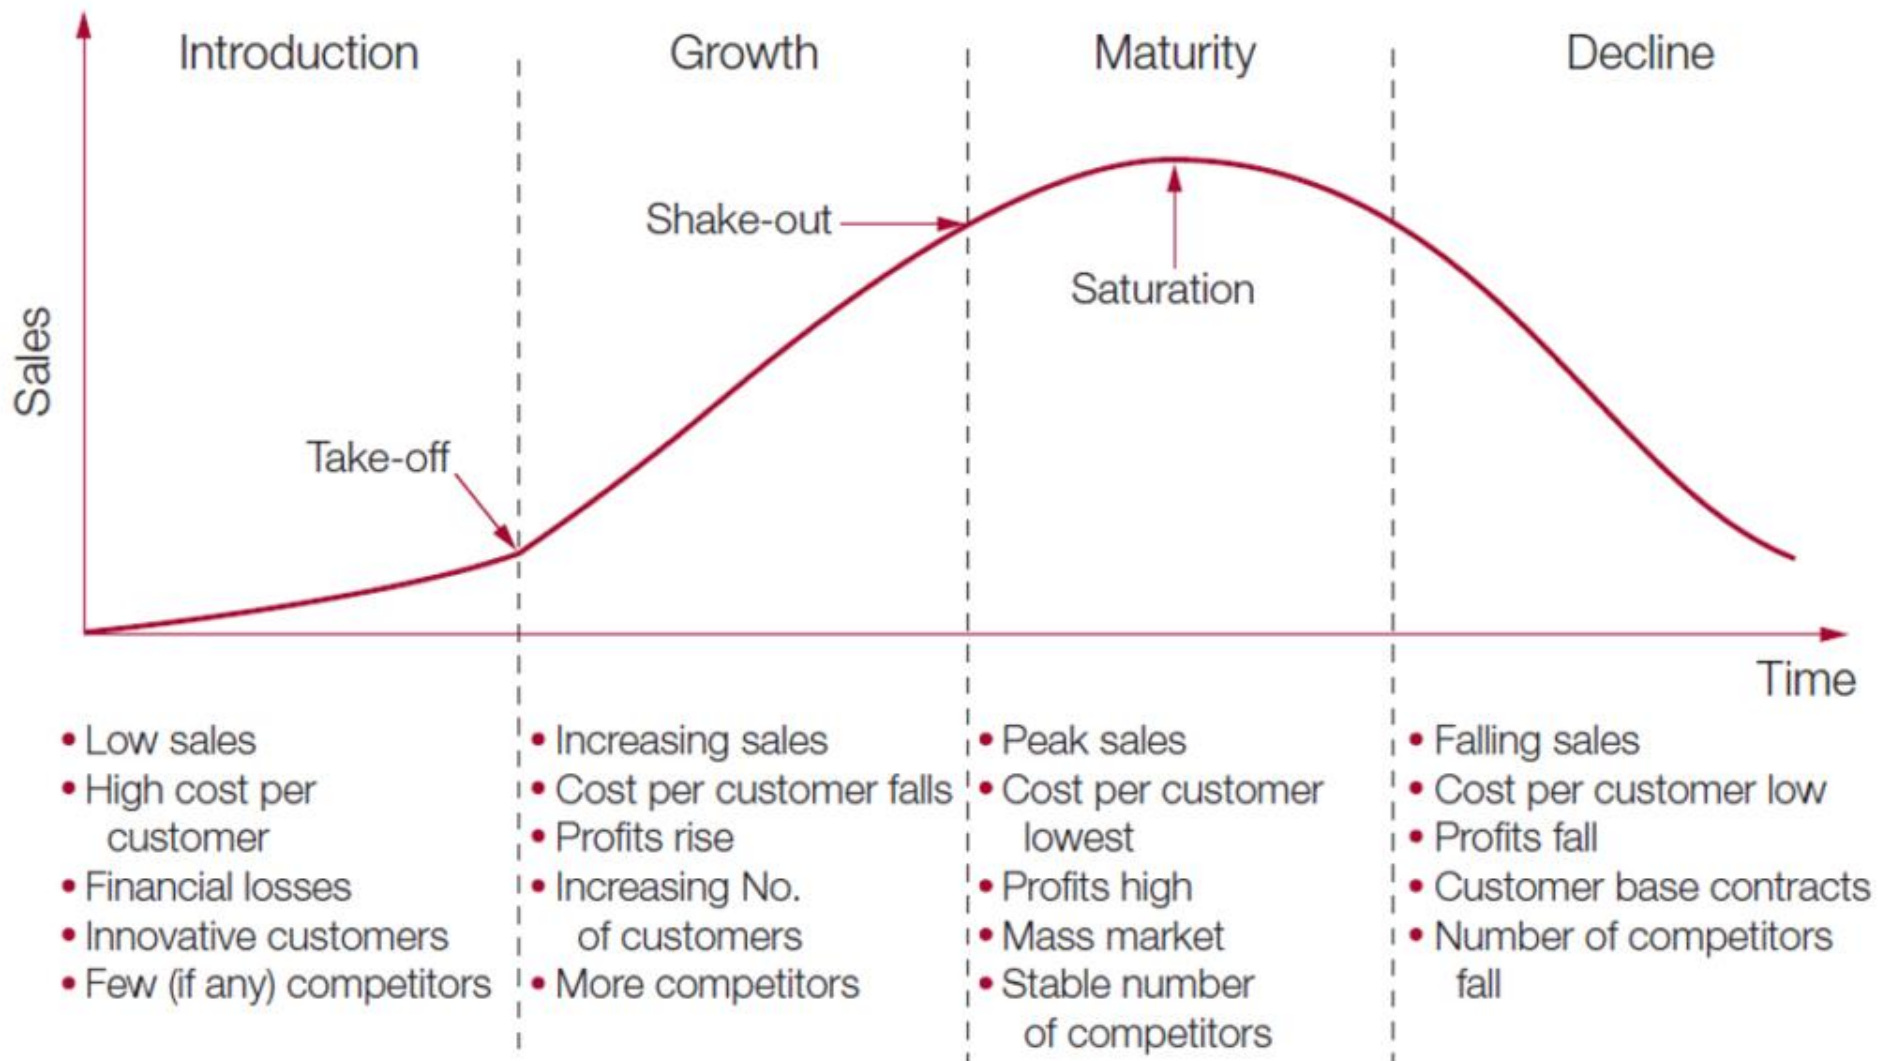 Introduction
Growth
Maturity
Decline
Shake-out
Saturation
Sales
Take-off
Time
• Low sales
• High cost per
customer
• Financial losses
• Innovative customers
• Few (if any) competitors
• Increasing sales
• Cost per customer falls
• Profits rise
• Increasing No.
of customers
• More competitors
• Peak sales
• Cost per customer
lowest
• Profits high
• Mass market
• Stable number
of competitors
• Falling sales
• Cost per customer low
• Profits fall
• Customer base contracts
• Number of competitors
fall